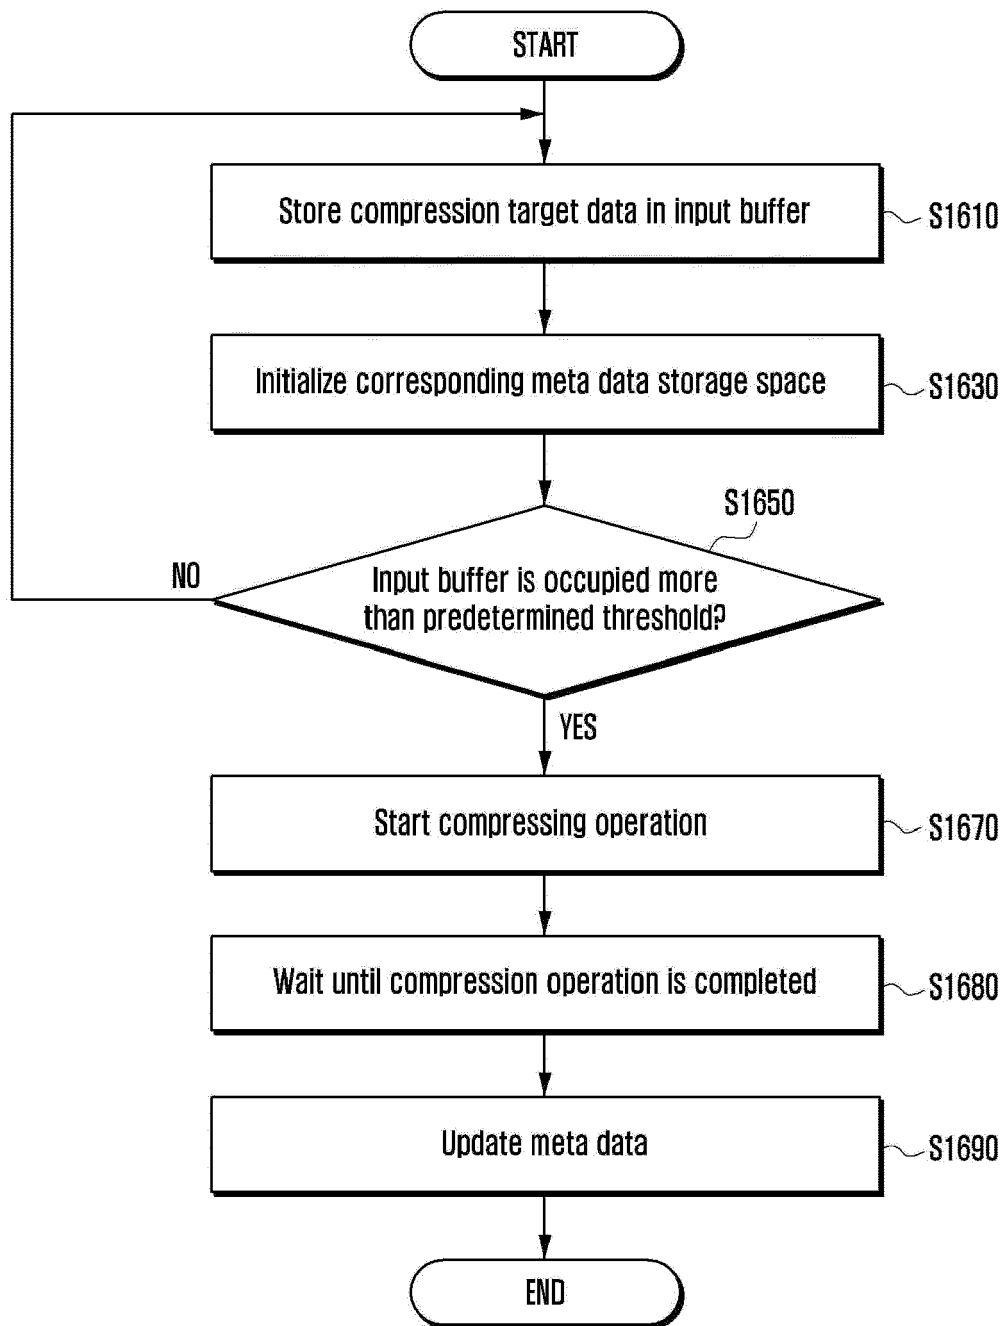 START
Store compression target data in input buffer
S1610
Initialize corresponding meta data storage space
S1630
S1650
NO
Input buffer is occupied more
than predetermined threshold?
YES
Start compressing operation
S1670
Wait until compression operation is completed
S1680
Update meta data
S1690
END